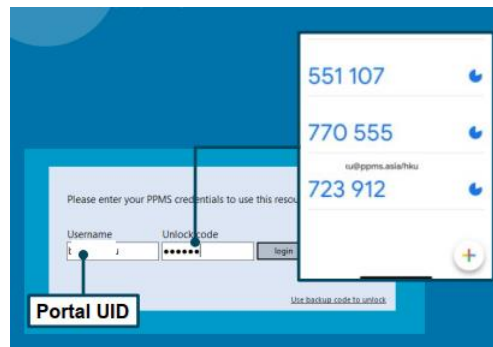 551 107
770 555
u@ppms.asia/hku
723 912
Please enter your PPMS credentials to use this resou
Username
Unlock code
login
Use backup code to unlock
Portal UID